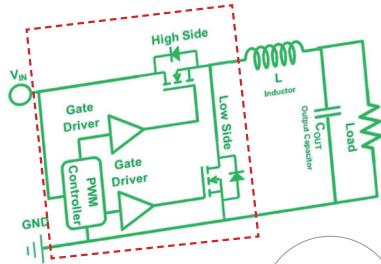 High Side
VIN
Gate
Driver
L
Inductor
Low Side
COUT
Output Capacitor
Load
Gate
Driver
PWM
Controller
GND